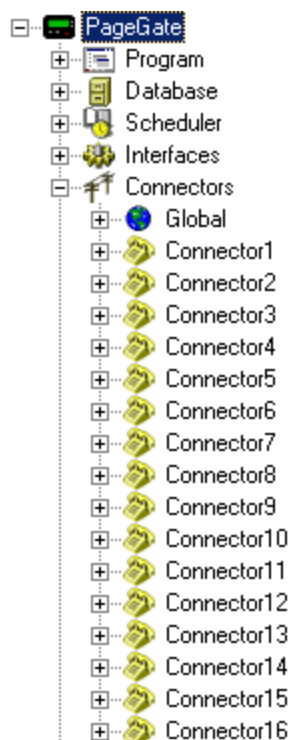 PageGate
Program
Database
Scheduler
Interfaces
Connectors
Global
Connector1
Connector2
Connector3
Connector4
Connector5
Connector6
Connector7
Connector8
Connector9
Connector10
Connector11
Connector12
Connector13
Connector14
Connector15
Connector16